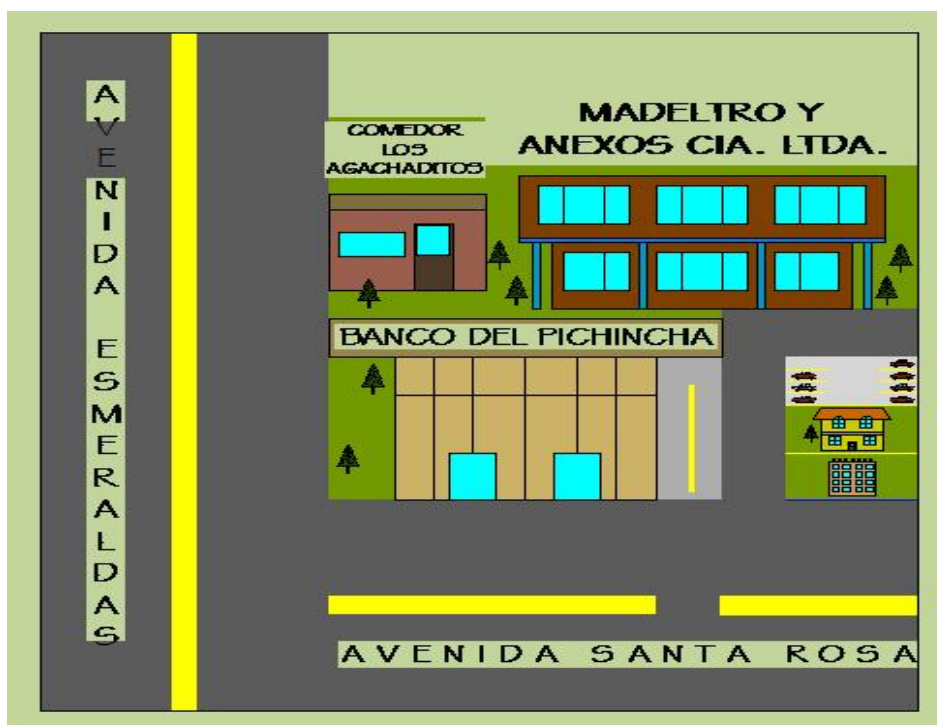 AVENIDA ESMERALDAS
COMEDOR
LOS
AGACHADITOS
MADELTRO Y
ANEXOS CIA. LTDA.
BANCO DEL PICHINCHA
AVENIDA SANTA ROSA